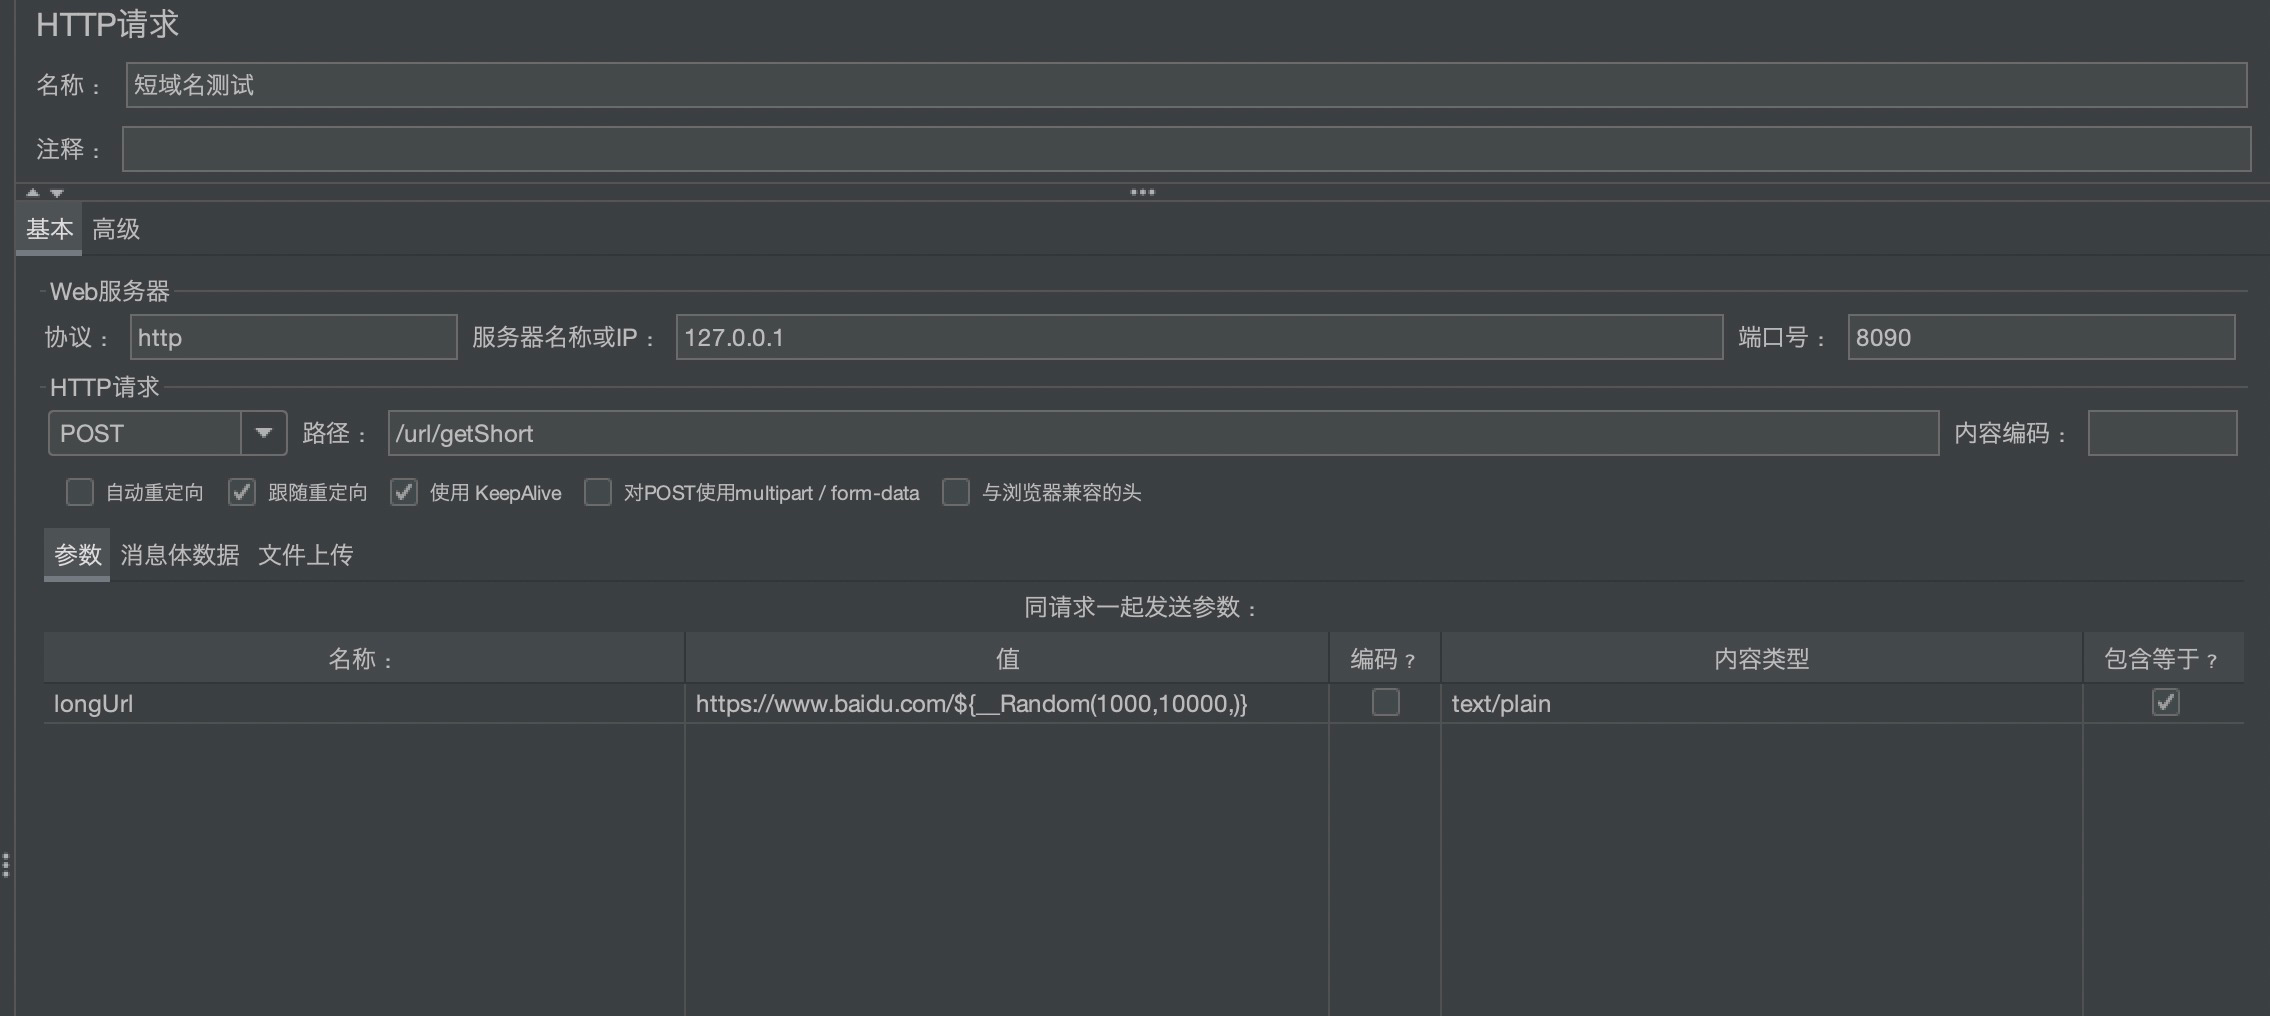 HTTP请求
名称： 短域名测试
注释：
基本 高级
Web服务器
协议： http 服务器名称或IP： 127.0.0.1 端口号： 8090
HTTP请求
POST 路径： /url/getShort 内容编码：
自动重定向 跟随重定向 使用 KeepAlive 对POST使用multipart / form-data 与浏览器兼容的头
参数 消息体数据 文件上传
同请求一起发送参数：
名称： 值 编码？ 内容类型 包含等于？
longUrl https://www.baidu.com/${__Random(1000,10000,)} text/plain